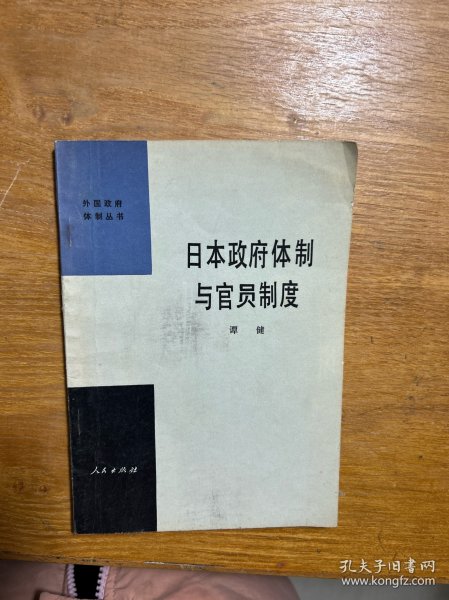 外国政府
体制丛书
日本政府体制
与官员制度
谭健
人民出版社
孔夫子旧书网
www.kongfz.com